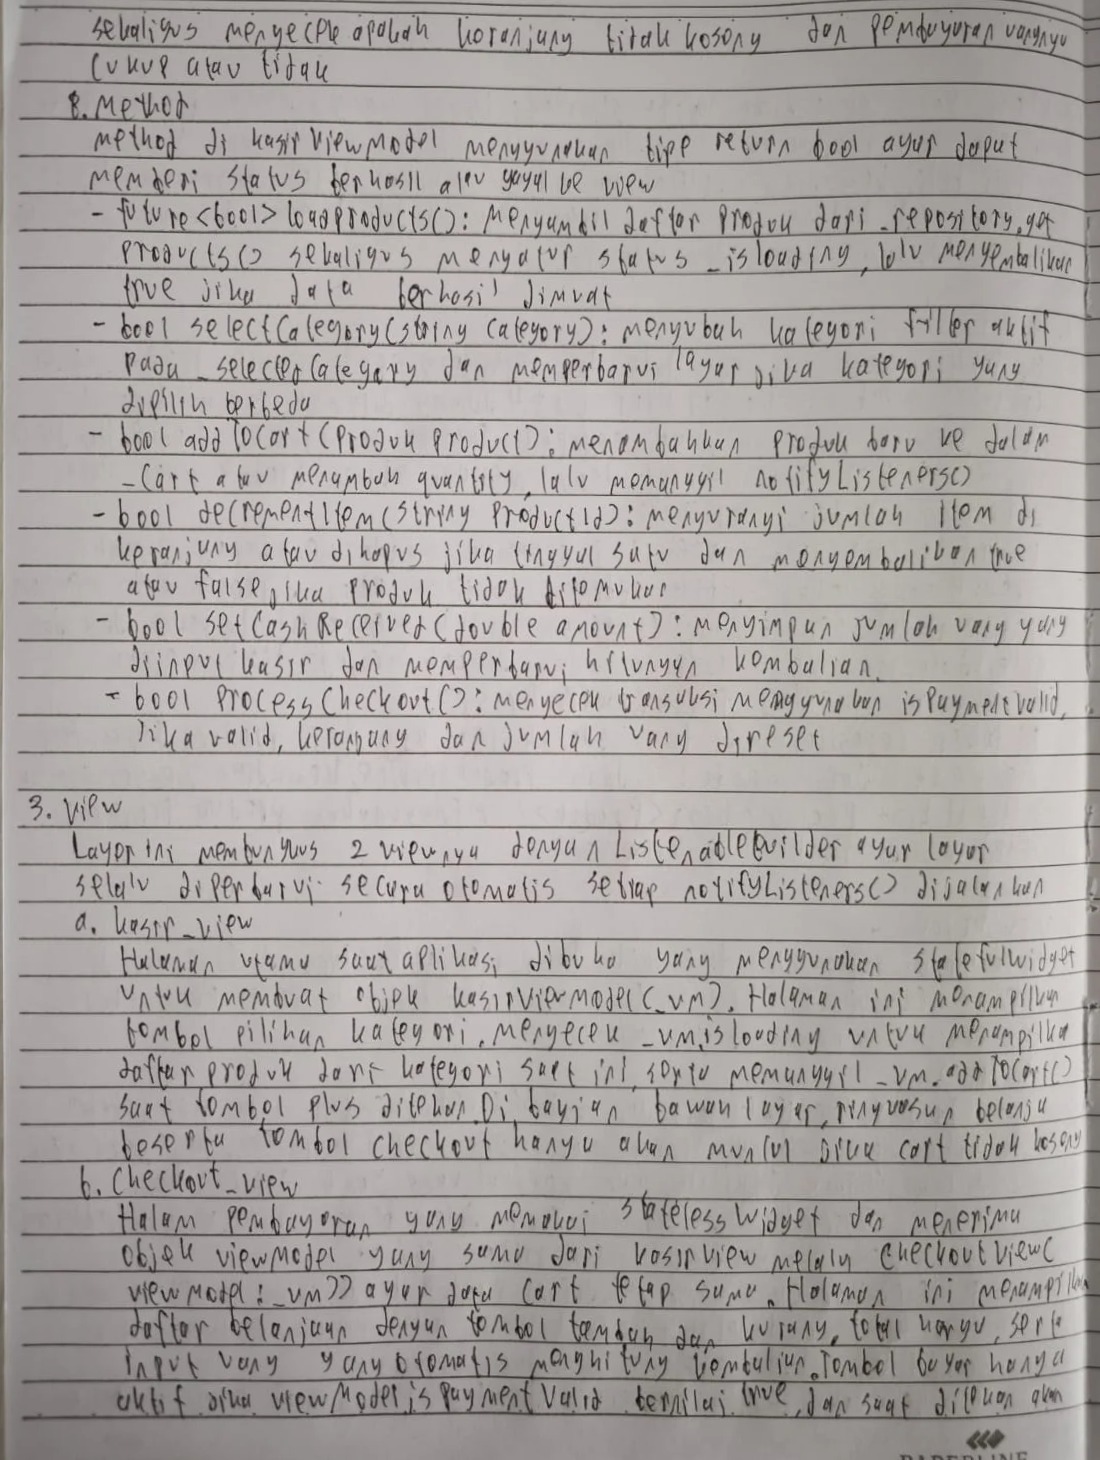 sekaligus mengecek apakah keranjang tidak kosong dan pembayaran uangnya
cukup atau tidak
8. Method
method di kasirViewModel menggunakan tipe return bool agar dapat
memberi status berhasil atau gagal ke view
- future<bool> loadproducts(): Mengambil daftar produk dari _repository.get
products() sekaligus mengatur status _isloading, lalu mengembalikan
true jika data berhasil dimuat
- bool selectCategory(string category): mengubah kategori filter aktif
pada _selectedCategory dan memperbarui layar jika kategori yang
dipilih berbeda
- bool addToCart(Produk product): menambahkan produk baru ke dalam
_cart atau menambah quantity, lalu memanggil notifyListeners()
- bool decrementItem(string productId): mengurangi jumlah item di
keranjang atau dihapus jika tinggal satu dan mengembalikan true
atau false jika produk tidak ditemukan
- bool setCashReceived(double amount): menyimpan jumlah uang yang
diinput kasir dan memperbarui hitungan kembalian.
- bool processCheckout(): mengecek transaksi menggunakan isPaymentvalid,
Jika valid, keranjang dan jumlah uang direset
3. View
Layer ini membungkus 2 viewnya dengan ListenableBuilder agar layar
selalu diperbarui secara otomatis setiap notifyListeners() dijalankan
a. kasir_view
Halaman utama saat aplikasi dibuka yang menggunakan statefulwidget
untuk membuat objek kasirViewModel(_vm). Halaman ini menampilkan
tombol pilihan kategori, mengecek _vm.isloading untuk menampilka
daftar produk dari kategori saat ini, serta memanggil _vm.addToCart()
saat tombol plus ditekan. Di bagian bawah layar, ringkasan belanja
beserta tombol checkout hanya akan muncul jika cart tidak kosong
b. Checkout_view
Halam pembayaran yang memakai statelessWidget dan menerima
objek viewModel yang sama dari kasirview melalu CheckoutView(
viewModel: _vm)) agar data cart tetap sama. Halaman ini menampilkan
daftar belanjaan dengan tombol tambah dan kurang, total harga, serta
input uang yang otomatis menghitung kembalian. Tombol bayar hanya
aktif jika viewModel.isPaymentValid bernilai true, dan saat ditekan akan
PAPERLINE